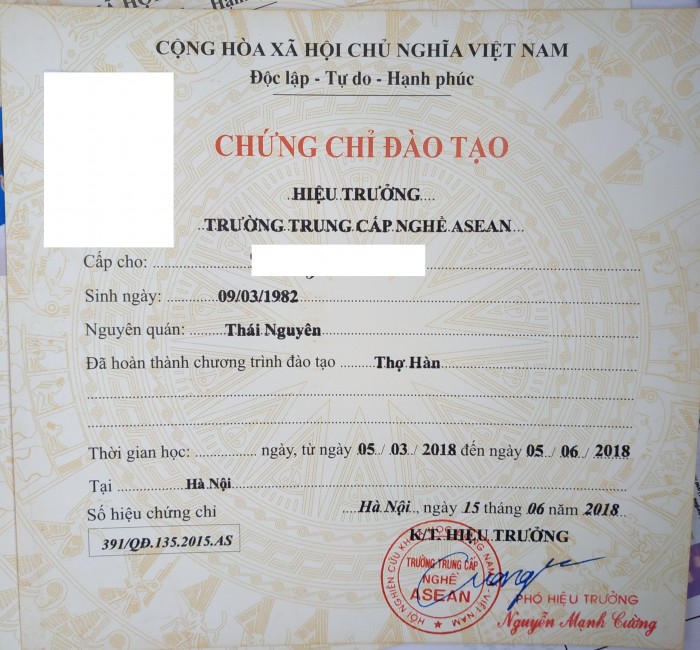 CỘNG HÒA XÃ HỘI CHỦ NGHĨA VIỆT NAM
Độc lập - Tự do - Hạnh phúc
CHỨNG CHỈ ĐÀO TẠO
HIỆU TRƯỞNG
TRƯỜNG TRUNG CẤP NGHỀ ASEAN
Cấp cho:
Sinh ngày: 09/03/1982
Nguyên quán: Thái Nguyên
Đã hoàn thành chương trình đào tạo Thợ Hàn
Thời gian học: ngày, từ ngày 05/ 03/ 2018 đến ngày 05/ 06/ 2018
Tại Hà Nội
Số hiệu chứng chỉ
Hà Nội, ngày 15 tháng 06 năm 2018
391/QĐ.135.2015.AS
K/T. HIỆU TRƯỞNG
TRƯỜNG TRUNG CẤP
NGHỀ
ASEAN
PHÓ HIỆU TRƯỞNG
Nguyễn Mạnh Cường